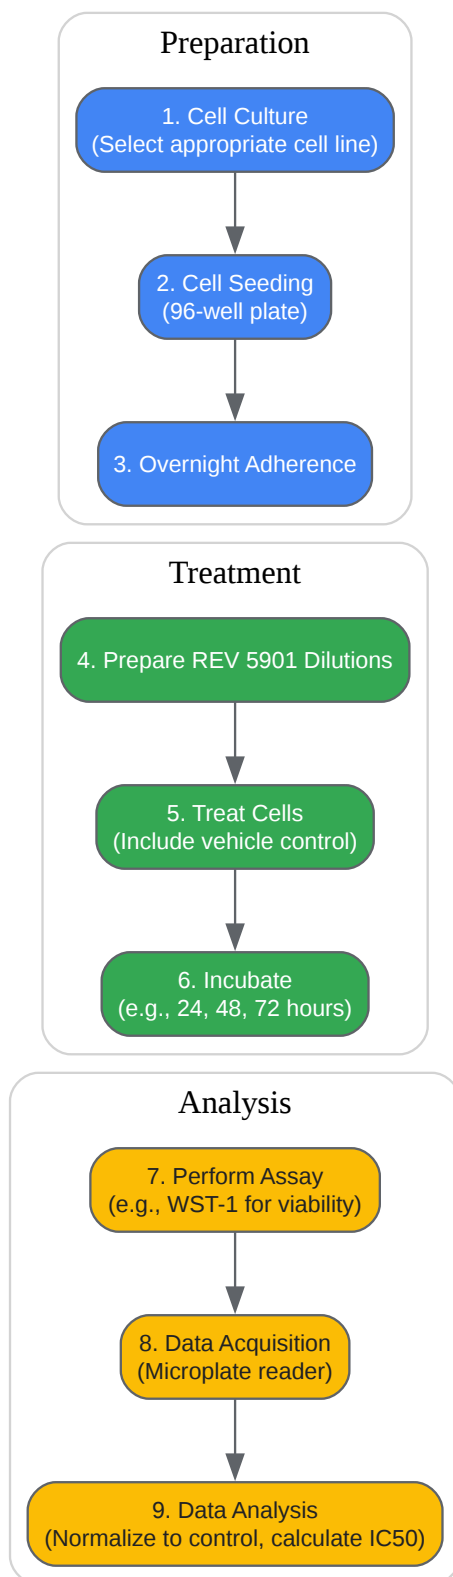 Preparation
1. Cell Culture
(Select appropriate cell line)
2. Cell Seeding
(96-well plate)
3. Overnight Adherence
Treatment
4. Prepare REV 5901 Dilutions
5. Treat Cells
(Include vehicle control)
6. Incubate
(e.g., 24, 48, 72 hours)
Analysis
7. Perform Assay
(e.g., WST-1 for viability)
8. Data Acquisition
(Microplate reader)
9. Data Analysis
(Normalize to control, calculate IC50)